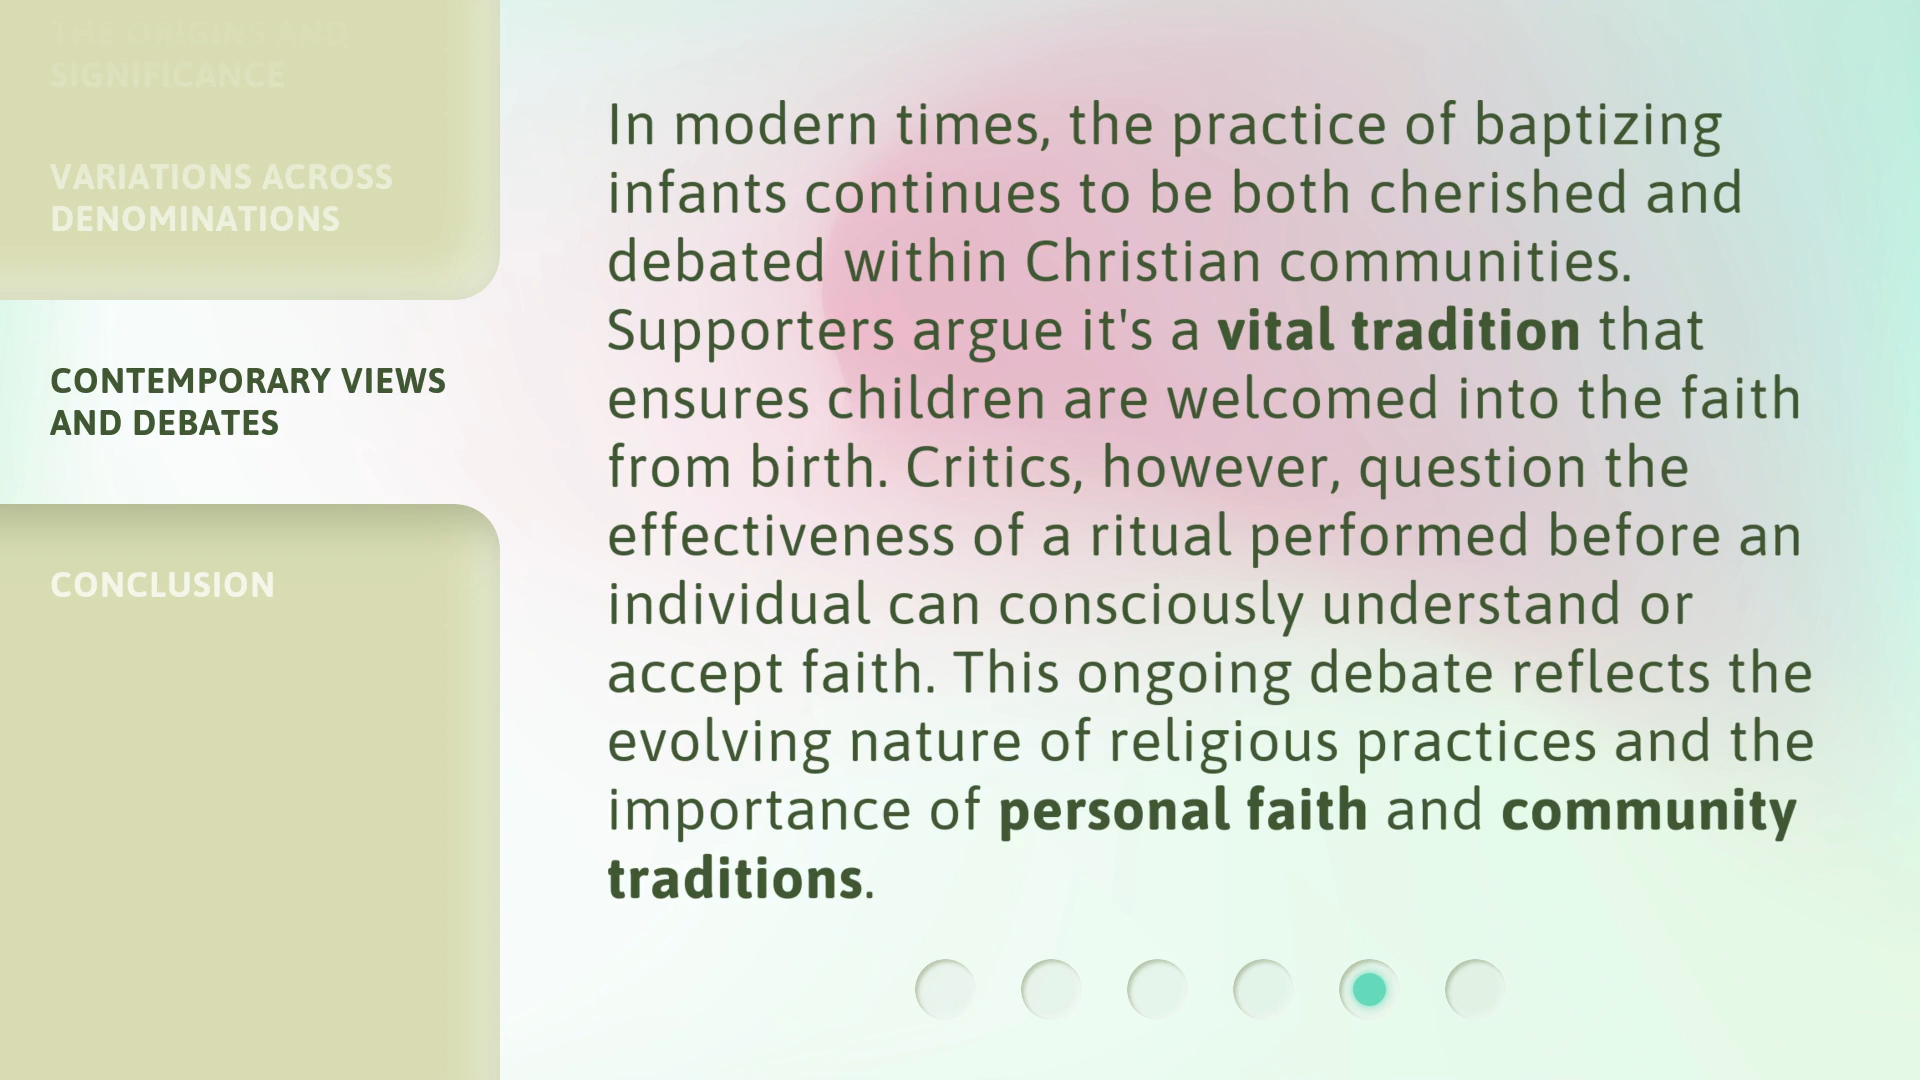 THE ORIGINS AND
SIGNIFICANCE
VARIATIONS ACROSS
DENOMINATIONS
CONTEMPORARY VIEWS
AND DEBATES
CONCLUSION
In modern times, the practice of baptizing
infants continues to be both cherished and
debated within Christian communities.
Supporters argue it's a vital tradition that
ensures children are welcomed into the faith
from birth. Critics, however, question the
effectiveness of a ritual performed before an
individual can consciously understand or
accept faith. This ongoing debate reflects the
evolving nature of religious practices and the
importance of personal faith and community
traditions.